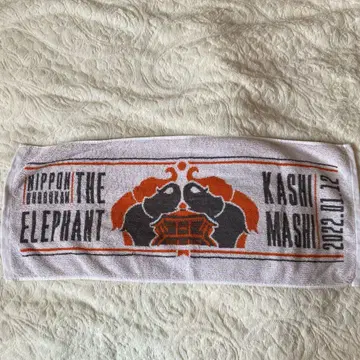 NIPPON
BUDOKAN
THE
ELEPHANT
KASHI
MASHI
2022.01.12